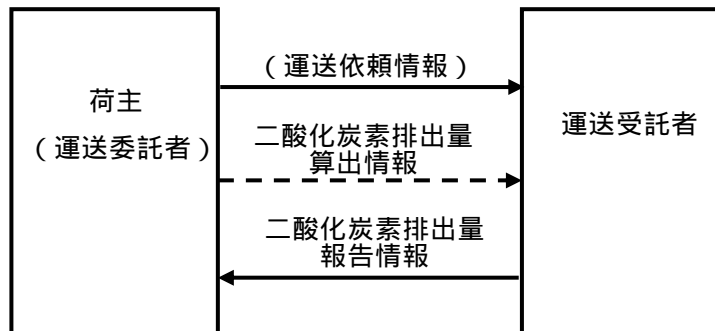 荷主
（運送委託者）
（運送依頼情報）
二酸化炭素排出量
算出情報
二酸化炭素排出量
報告情報
運送受託者